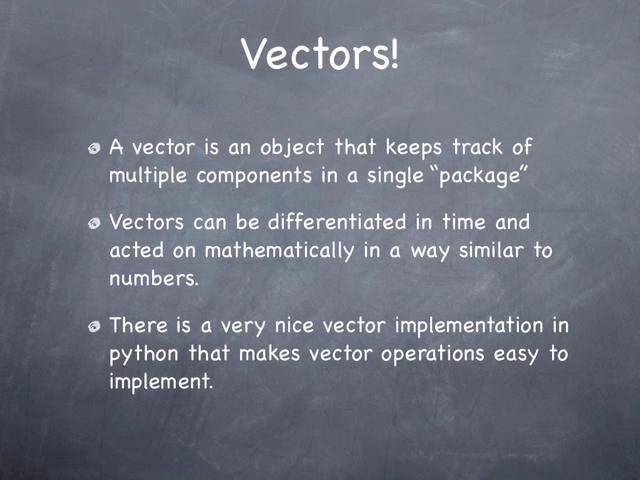 Vectors!
A vector is an object that keeps track of
multiple components in a single “package”
Vectors can be differentiated in time and
acted on mathematically in a way similar to
numbers.
There is a very nice vector implementation in
python that makes vector operations easy to
implement.